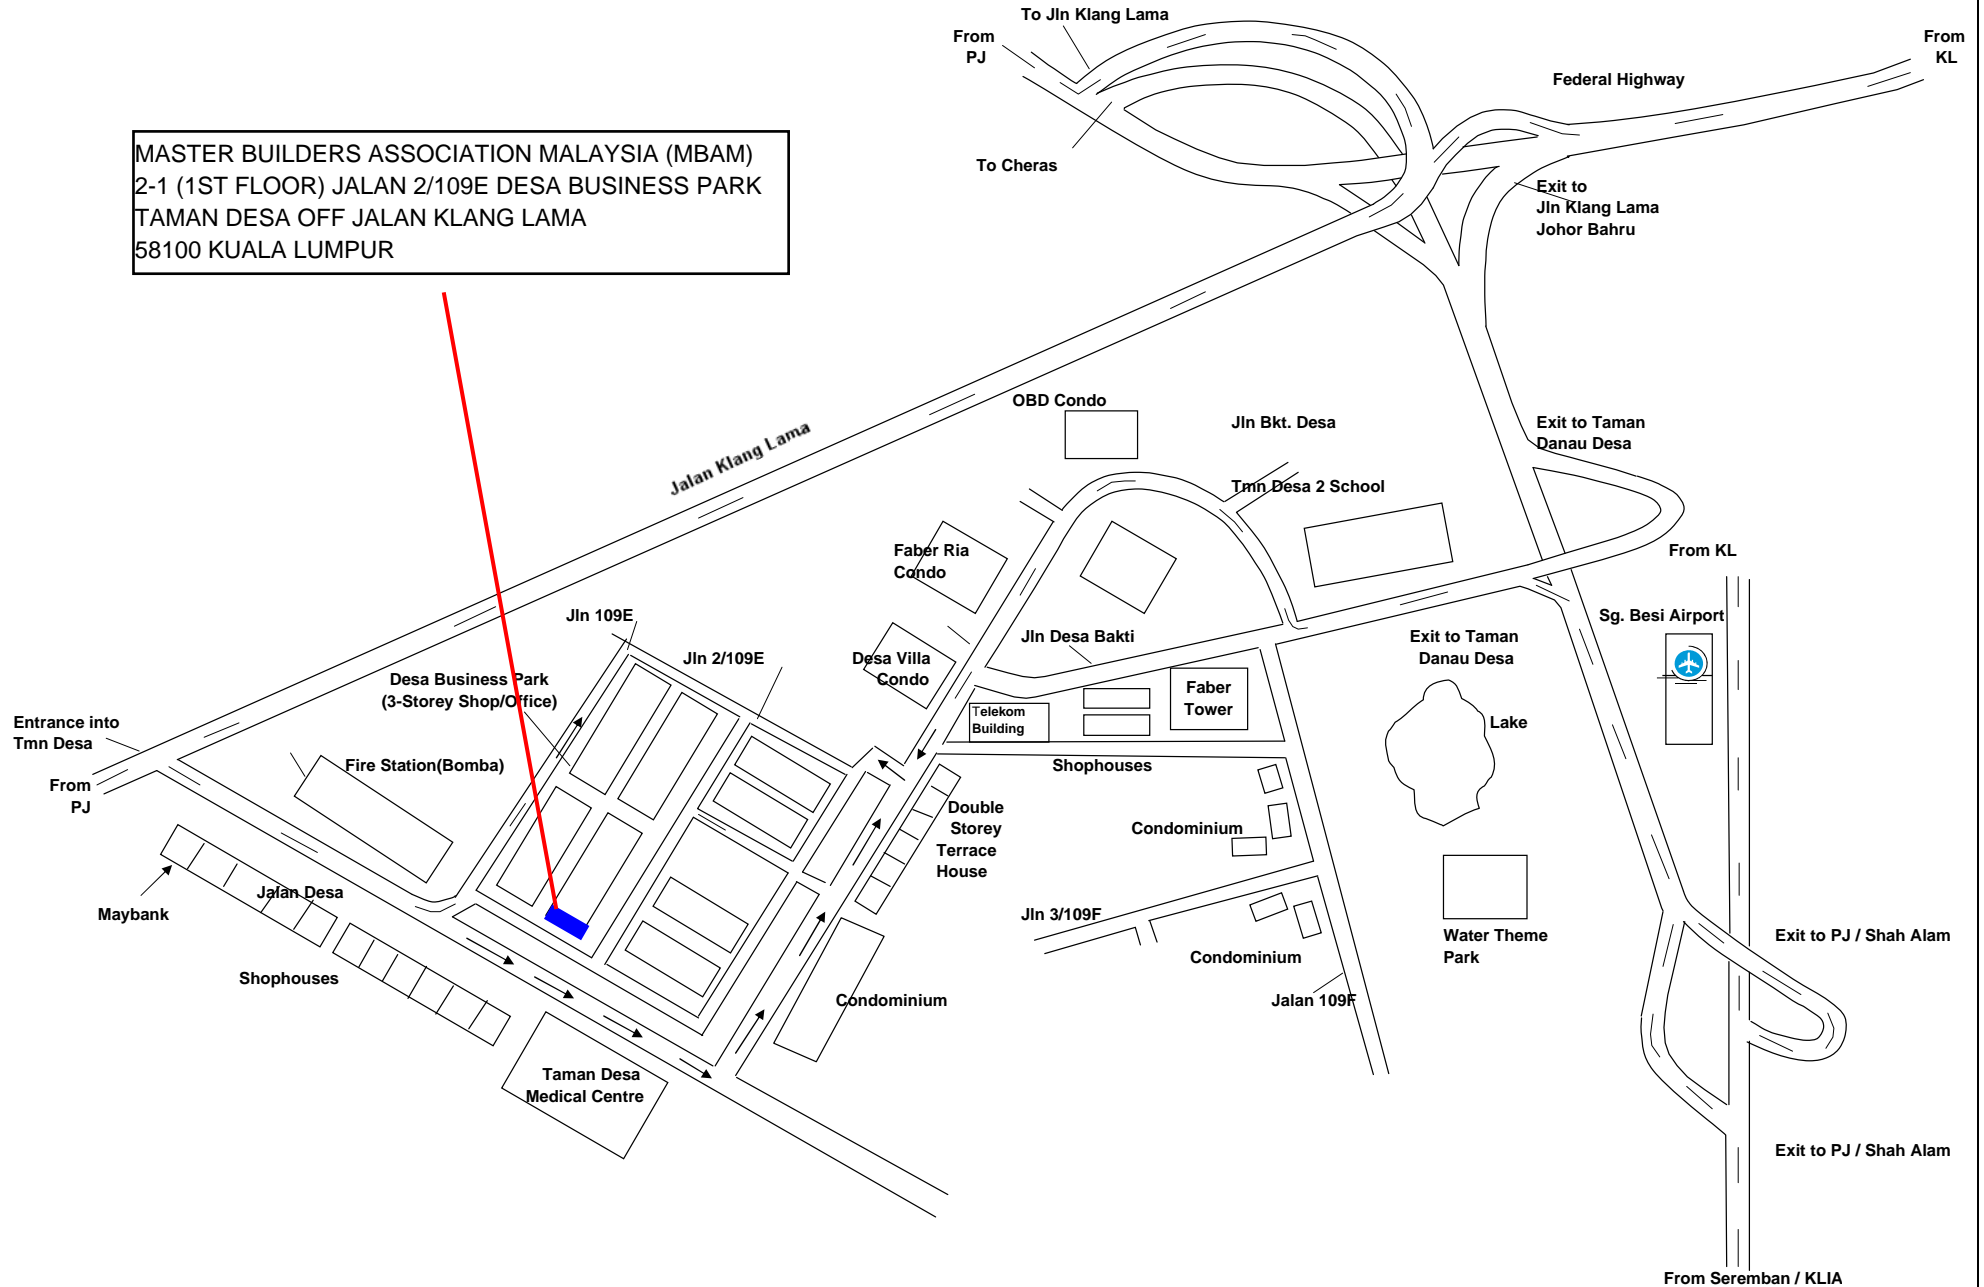 To Jln Klang Lama
From
PJ
From
KL
Federal Highway
MASTER BUILDERS ASSOCIATION MALAYSIA (MBAM)
2-1 (1ST FLOOR) JALAN 2/109E DESA BUSINESS PARK
TAMAN DESA OFF JALAN KLANG LAMA
58100 KUALA LUMPUR
To Cheras
Exit to
Jln Klang Lama
Johor Bahru
OBD Condo
Jln Bkt. Desa
Exit to Taman
Danau Desa
Jalan Klang Lama
Tmn Desa 2 School
Faber Ria
Condo
From KL
Jln 109E
Sg. Besi Airport
Jln Desa Bakti
Exit to Taman
Danau Desa
Jln 2/109E
Desa Villa
Condo
Desa Business Park
(3-Storey Shop/Office)
Faber
Tower
Telekom
Building
Entrance into
Tmn Desa
Lake
Fire Station(Bomba)
Shophouses
From
PJ
Double
Storey
Terrace
House
Condominium
Jalan Desa
Maybank
Jln 3/109F
Water Theme
Park
Exit to PJ / Shah Alam
Condominium
Shophouses
Condominium
Jalan 109F
Taman Desa
Medical Centre
Exit to PJ / Shah Alam
From Seremban / KLIA